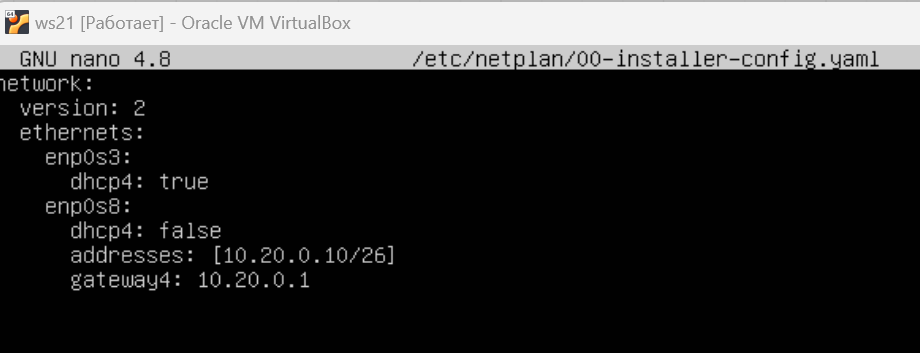 64
ws21 [Работает] - Oracle VM VirtualBox
GNU nano 4.8 /etc/netplan/00-installer-config.yaml
network:
version: 2
ethernets:
enp0s3:
dhcp4: true
enp0s8:
dhcp4: false
addresses: [10.20.0.10/26]
gateway4: 10.20.0.1